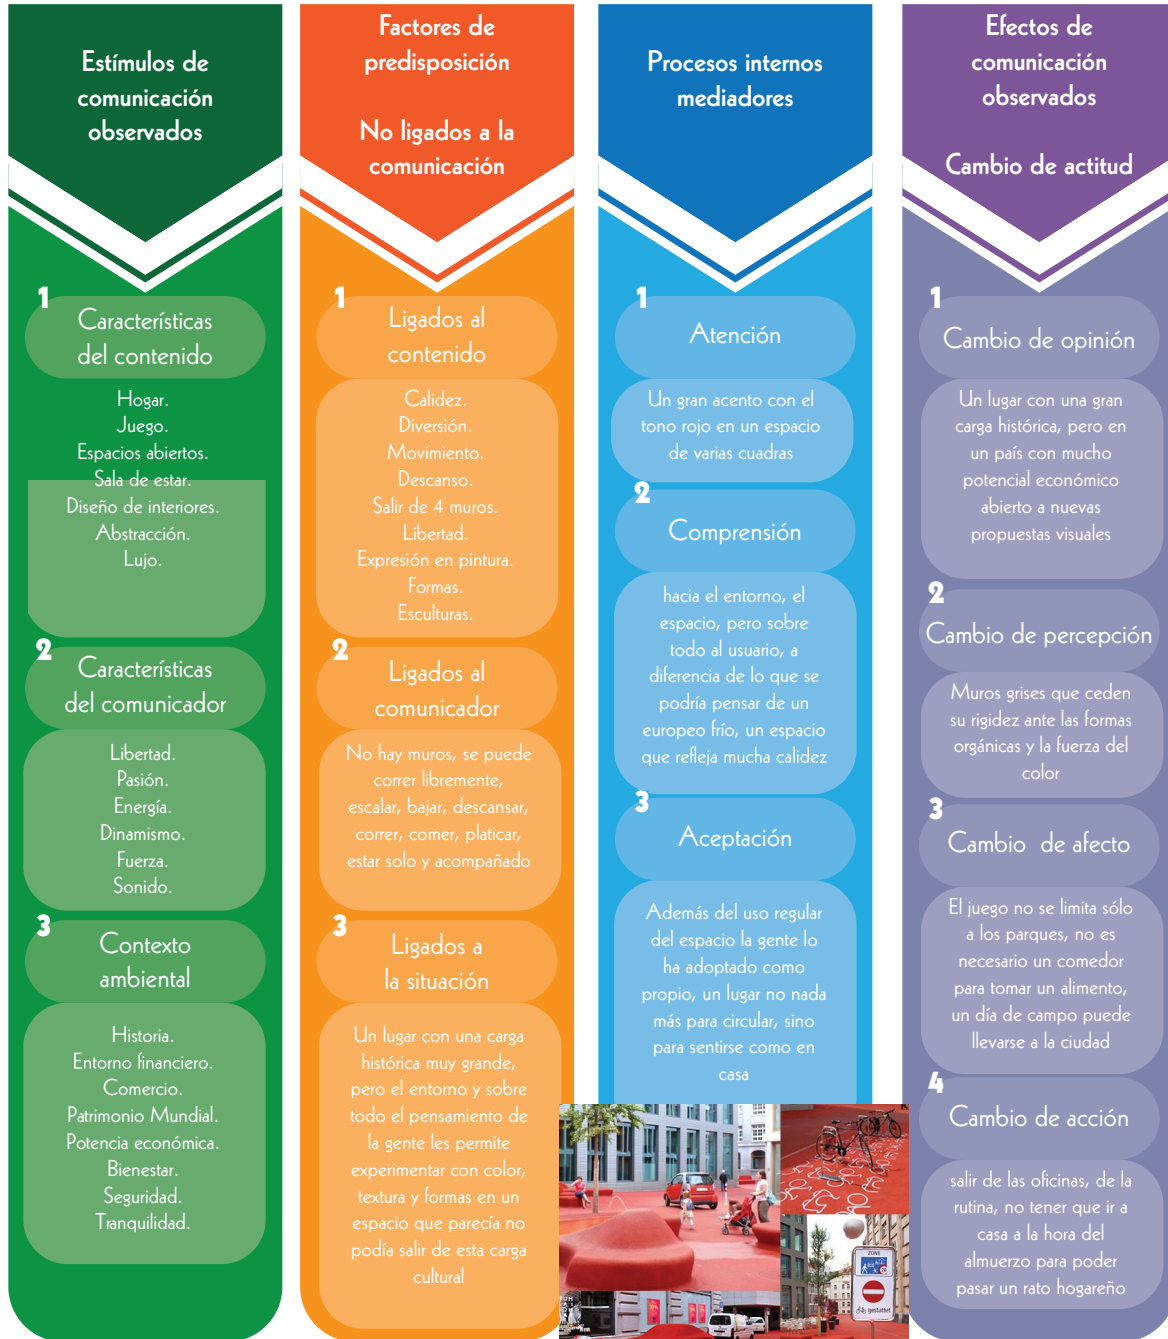 Estímulos de
comunicación
observados
1
Características
del contenido
Hogar.
Juego.
Espacios abiertos.
Sala de estar.
Diseño de interiores.
Abstracción.
Lujo.
2
Características
del comunicador
Libertad.
Pasión.
Energía.
Dinamismo.
Fuerza.
Sonido.
3
Contexto
ambiental
Historia.
Entorno financiero.
Comercio.
Patrimonio Mundial.
Potencia económica.
Bienestar.
Seguridad.
Tranquilidad.
Factores de
predisposición
No ligados a la
comunicación
1
Ligados al
contenido
Calidez.
Diversión.
Movimiento.
Descanso.
Salir de 4 muros.
Libertad.
Expresión en pintura.
Formas.
Esculturas.
2
Ligados al
comunicador
No hay muros, se puede
correr libremente,
escalar, bajar, descansar,
correr, comer, platicar,
estar solo y acompañado
3
Ligados a
la situación
Un lugar con una carga
histórica muy grande,
pero el entorno y sobre
todo el pensamiento de
la gente les permite
experimentar con color,
textura y formas en un
espacio que parecía no
podía salir de esta carga
cultural
Procesos internos
mediadores
1
Atención
Un gran acento con el
tono rojo en un espacio
de varias cuadras
2
Comprensión
hacia el entorno, el
espacio, pero sobre
todo al usuario, a
diferencia de lo que se
podría pensar de un
europeo frío, un espacio
que refleja mucha calidez
3
Aceptación
Además del uso regular
del espacio la gente lo
ha adoptado como
propio, un lugar no nada
más para circular, sino
para sentirse como en
casa
ZONE
gestattet
Efectos de
comunicación
observados
Cambio de actitud
1
Cambio de opinión
Un lugar con una gran
carga histórica, pero en
un país con mucho
potencial económico
abierto a nuevas
propuestas visuales
2
Cambio de percepción
Muros grises que ceden
su rigidez ante las formas
orgánicas y la fuerza del
color
3
Cambio de afecto
El juego no se limita sólo
a los parques, no es
necesario un comedor
para tomar un alimento,
un día de campo puede
llevarse a la ciudad
4
Cambio de acción
salir de las oficinas, de la
rutina, no tener que ir a
casa a la hora del
almuerzo para poder
pasar un rato hogareño